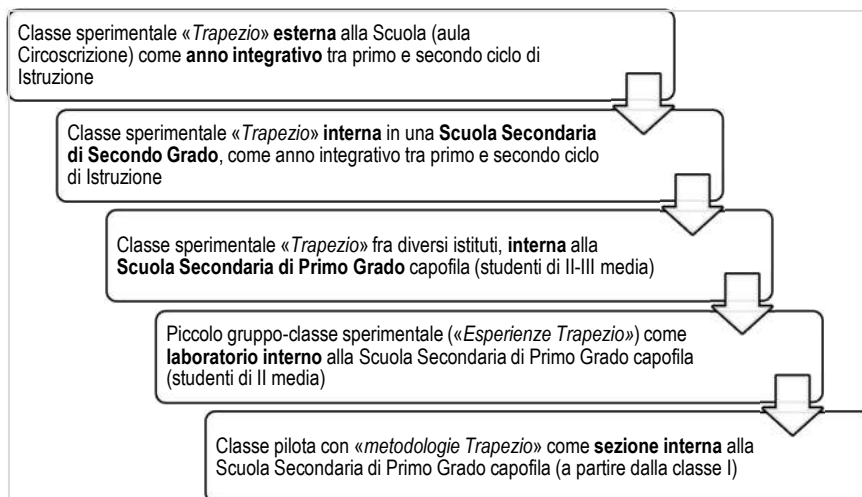 Classe sperimentale «Trapezio» esterna alla Scuola (aula
Circoscrizione) come anno integrativo tra primo e secondo ciclo di
Istruzione
Classe sperimentale «Trapezio» interna in una Scuola Secondaria
di Secondo Grado, come anno integrativo tra primo e secondo ciclo
di Istruzione
Classe sperimentale «Trapezio» fra diversi istituti, interna alla
Scuola Secondaria di Primo Grado capofila (studenti di II-III media)
Piccolo gruppo-classe sperimentale («Esperienze Trapezio») come
laboratorio interno alla Scuola Secondaria di Primo Grado capofila
(studenti di II media)
Classe pilota con «metodologie Trapezio» come sezione interna alla
Scuola Secondaria di Primo Grado capofila (a partire dalla classe I)